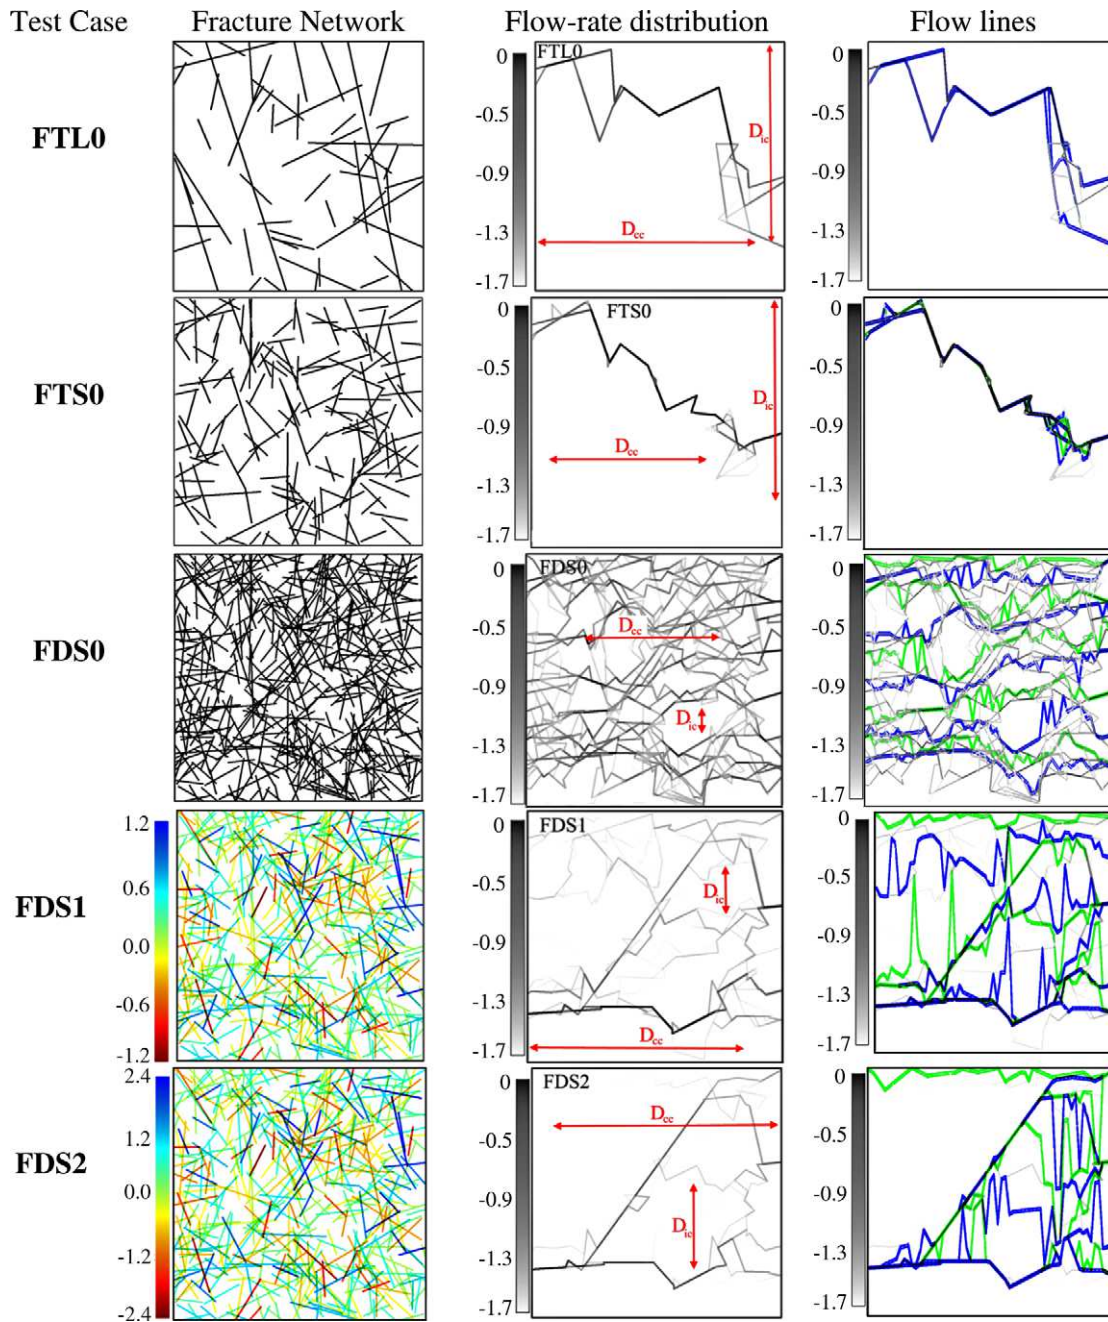 Test Case Fracture Network Flow-rate distribution Flow lines
FTL0
0
-0.5
-0.9
-1.3
-1.7
FTL0
D_ic
D_cc
0
-0.5
-0.9
-1.3
-1.7
FTS0
0
-0.5
-0.9
-1.3
-1.7
FTS0
D_ic
D_cc
0
-0.5
-0.9
-1.3
-1.7
FDS0
0
-0.5
-0.9
-1.3
-1.7
FDS0
D_cc
D_ic
0
-0.5
-0.9
-1.3
-1.7
FDS1
1.2
0.6
0.0
-0.6
-1.2
0
-0.5
-0.9
-1.3
-1.7
FDS1
D_ic
D_cc
0
-0.5
-0.9
-1.3
-1.7
FDS2
2.4
1.2
0.0
-1.2
-2.4
0
-0.5
-0.9
-1.3
-1.7
FDS2
D_cc
D_ic
0
-0.5
-0.9
-1.3
-1.7